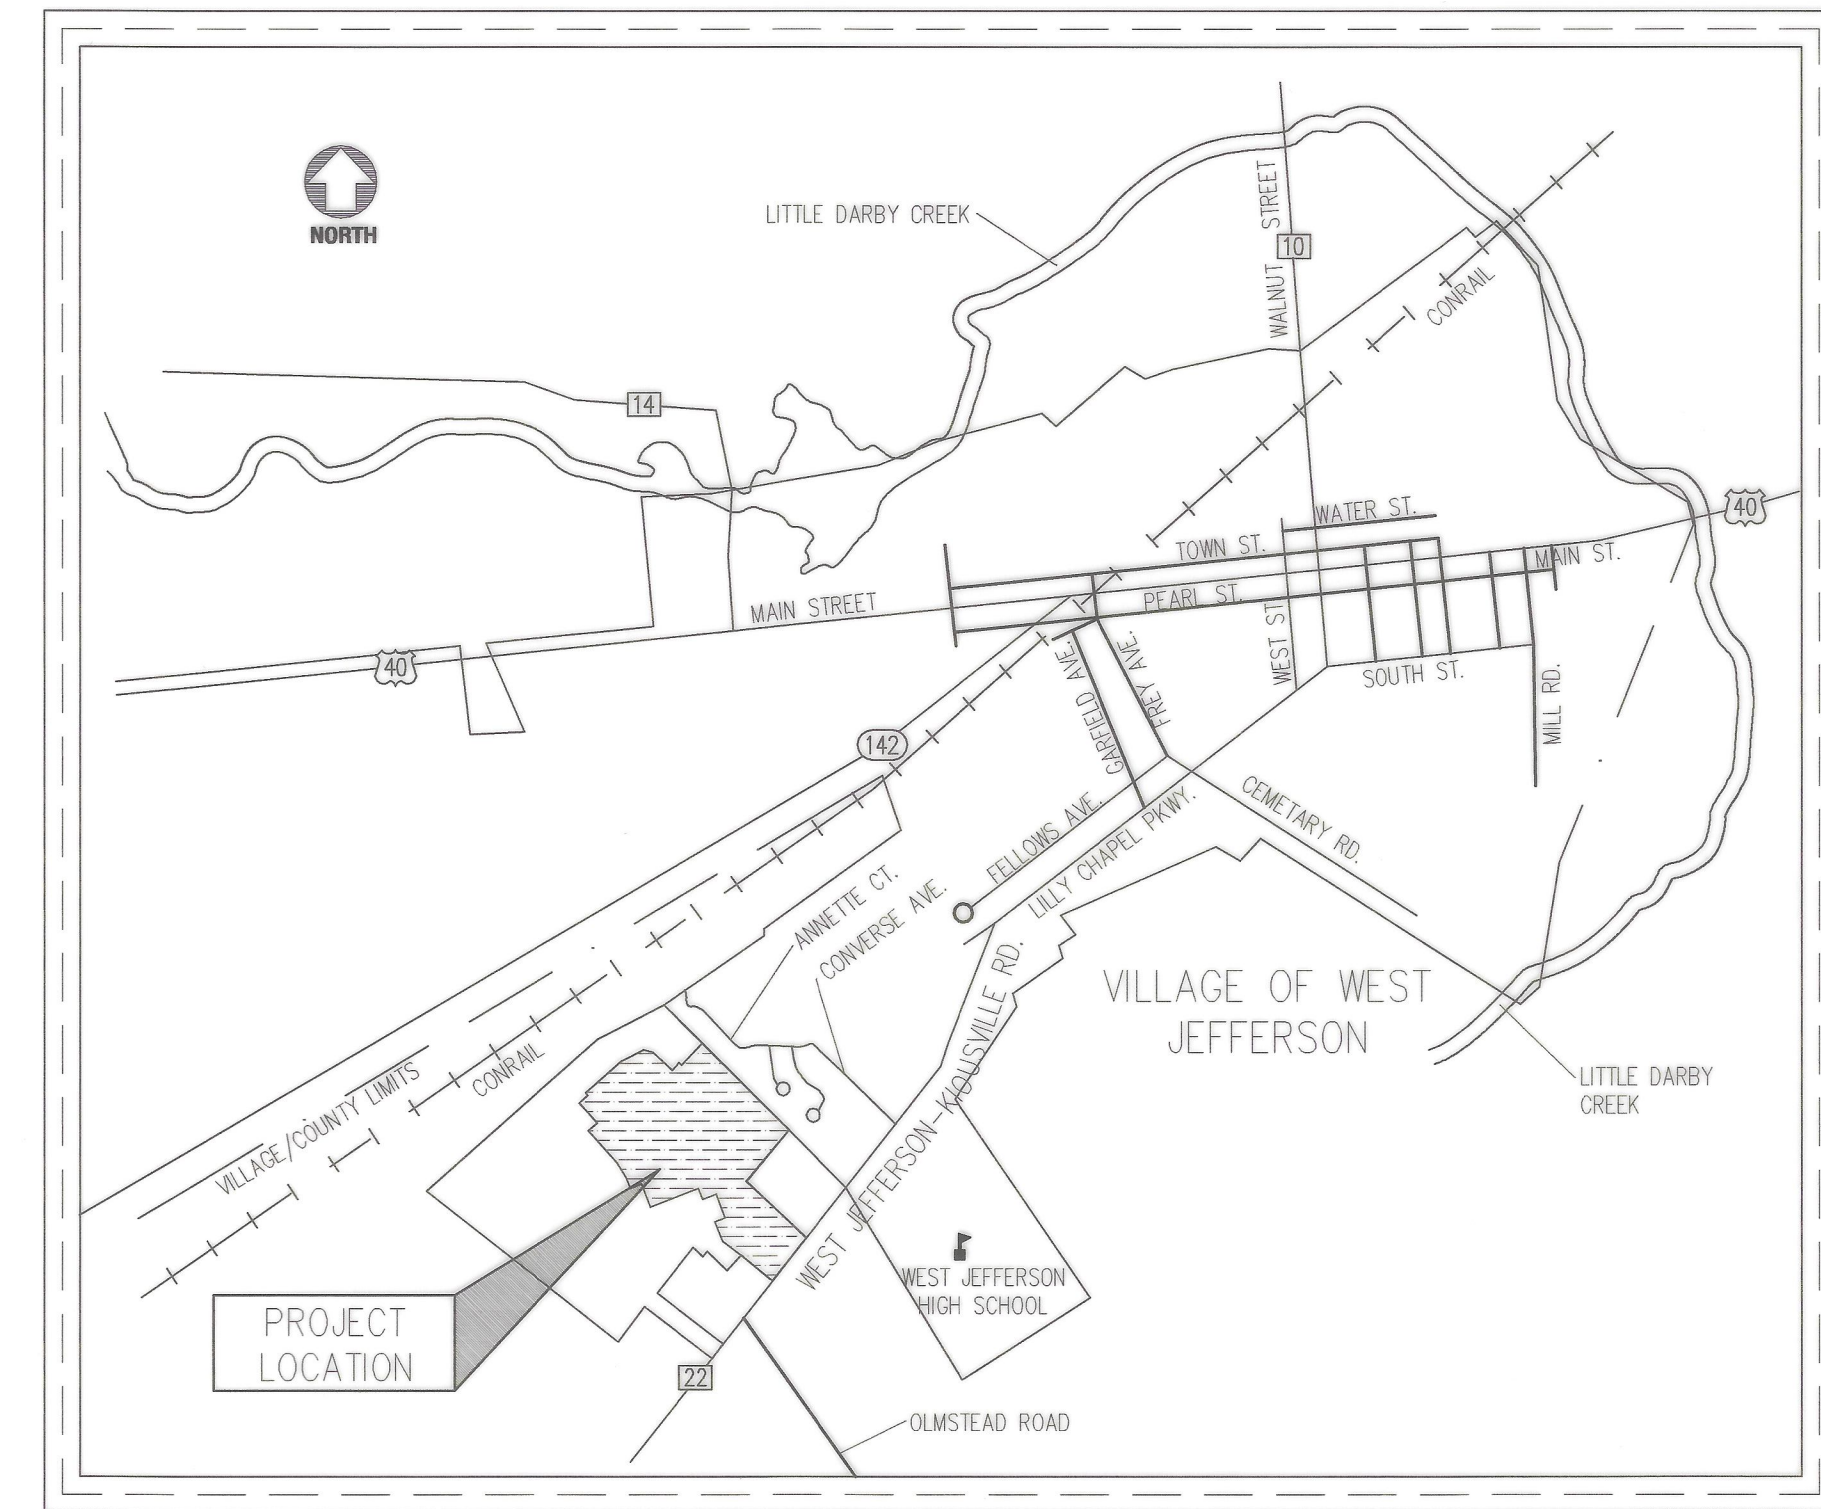 NORTH
LITTLE DARBY CREEK
WALNUT STREET
10
CONRAIL
14
40
WATER ST.
TOWN ST.
MAIN ST.
MAIN STREET
PEARL ST.
40
WEST ST.
SOUTH ST.
GARFIELD AVE.
FREY AVE.
MILL RD.
142
CEMETARY RD.
FELLOWS AVE.
LILLY CHAPEL PKWY.
ANNETTE CT.
CONVERSE AVE.
VILLAGE OF WEST
JEFFERSON
WEST JEFFERSON-KIOUSVILLE RD.
CONRAIL
VILLAGE/COUNTY LIMITS
LITTLE DARBY
CREEK
WEST JEFFERSON
HIGH SCHOOL
PROJECT
LOCATION
22
OLMSTEAD ROAD